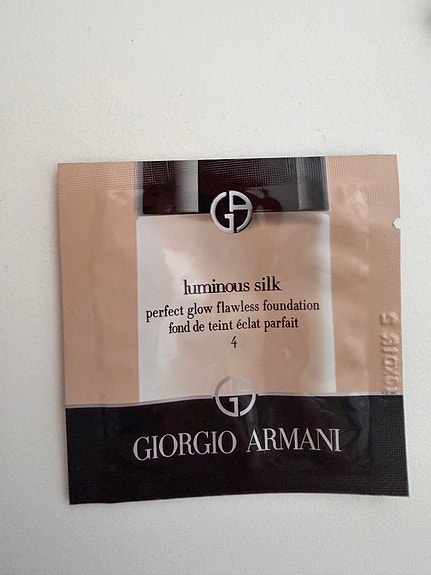 luminous silk
perfect glow flawless foundation
fond de teint éclat parfait
4
GIORGIO ARMANI